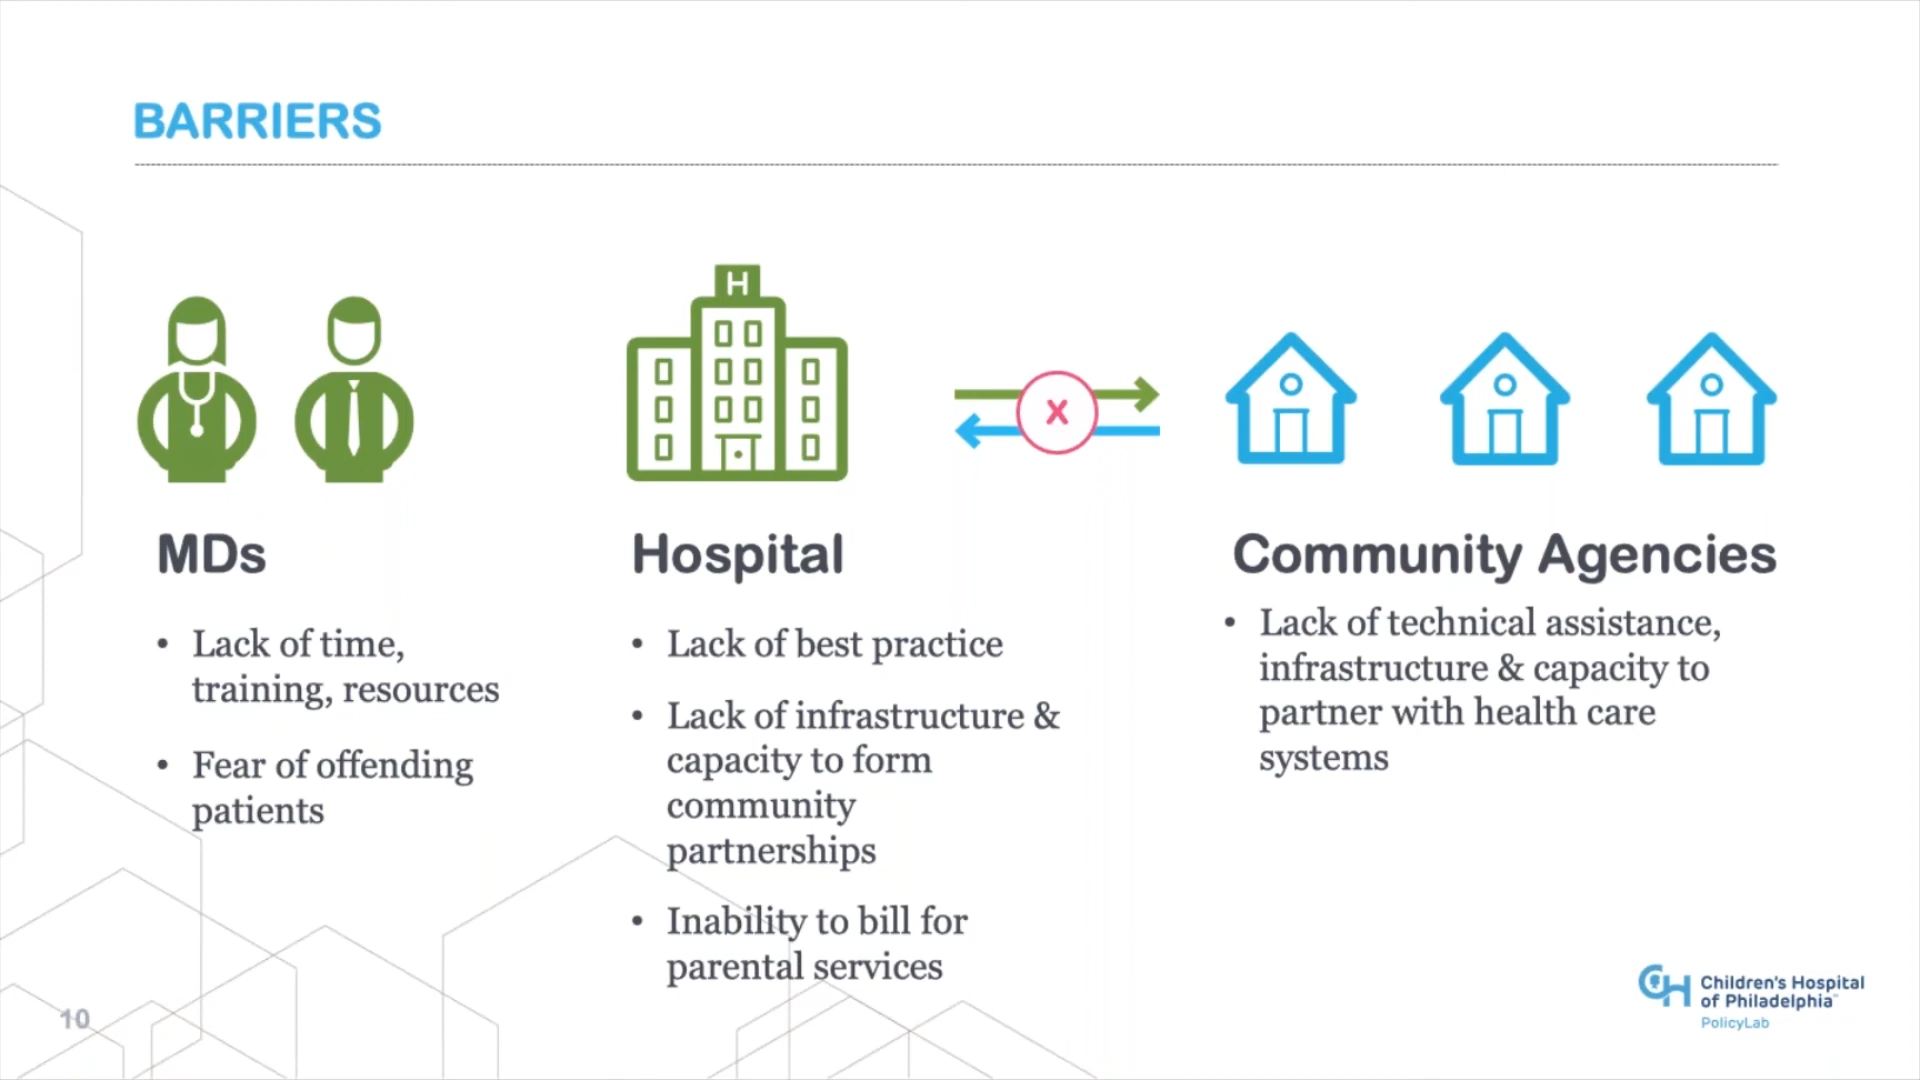 BARRIERS
H
X
MDs
• Lack of time,
training, resources
• Fear of offending
patients
Hospital
• Lack of best practice
• Lack of infrastructure &
capacity to form
community
partnerships
• Inability to bill for
parental services
Community Agencies
• Lack of technical assistance,
infrastructure & capacity to
partner with health care
systems
10
CH Children's Hospital
of Philadelphia™
PolicyLab